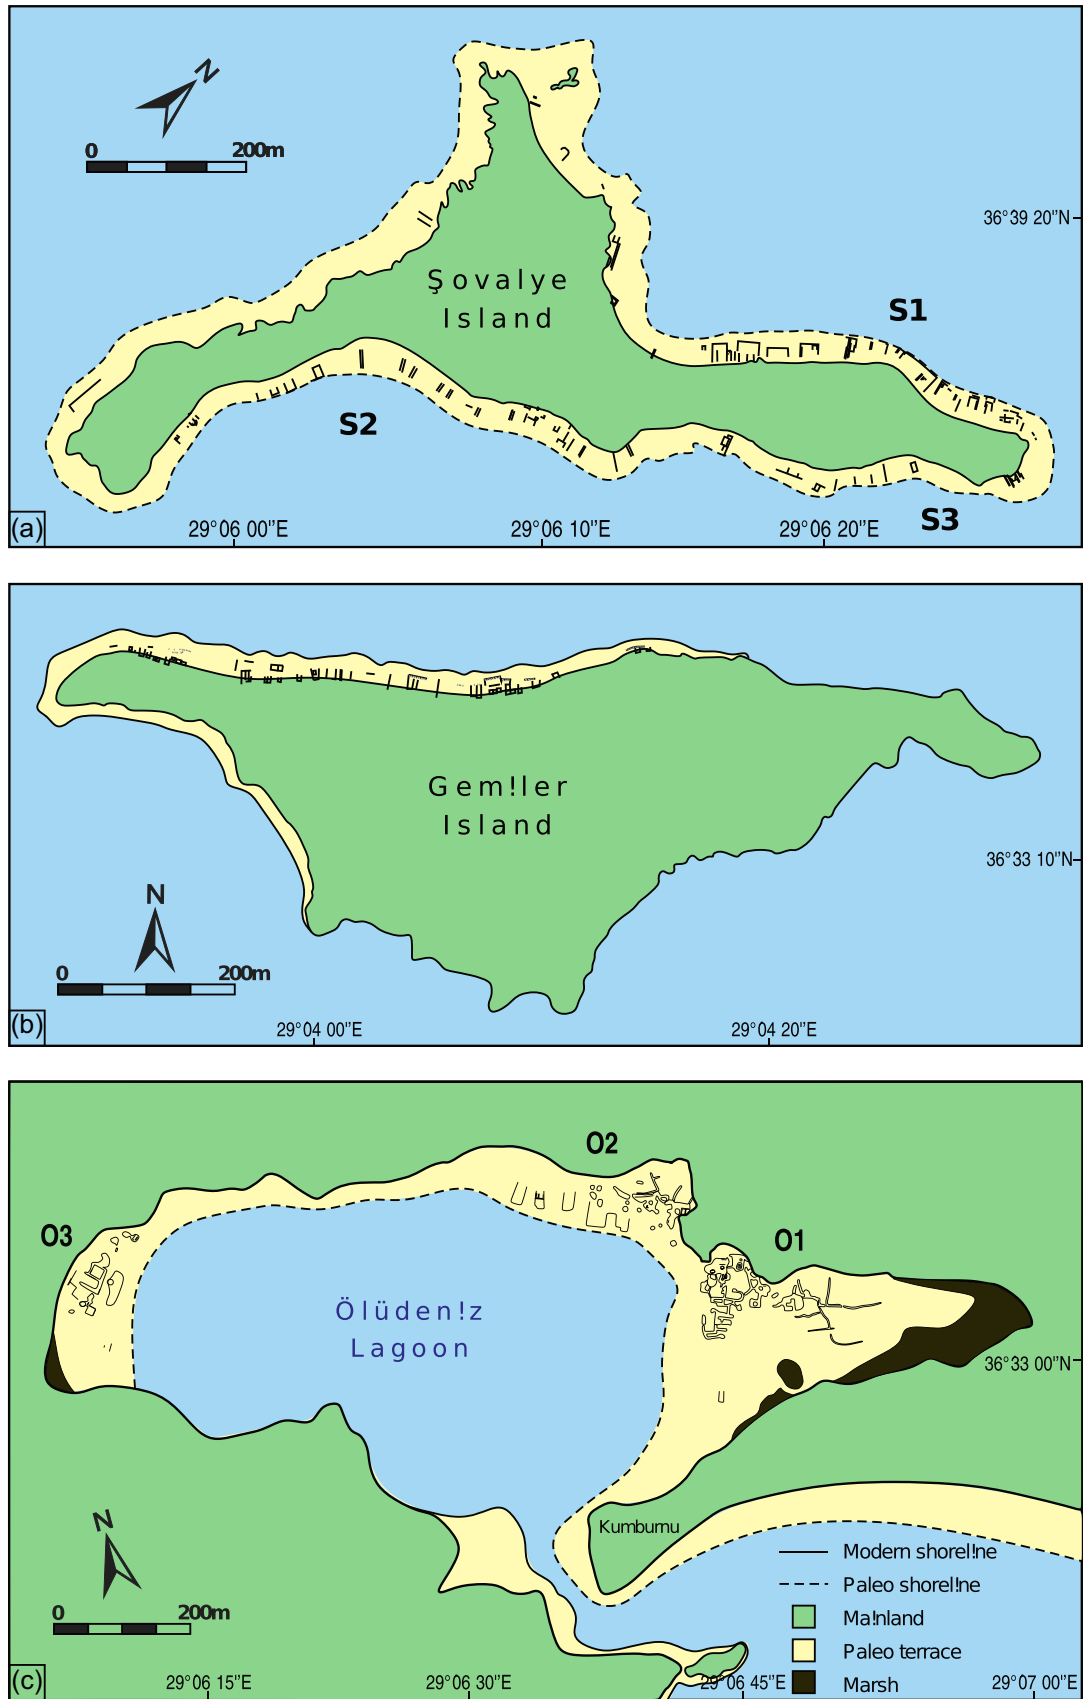 N
0 200m
36°39 20’’N
Şovalye
Island
S1
S2
S3
29°06 00’’E 29°06 10’’E 29°06 20’’E
(a)
Gem!ler
Island
36°33 10’’N
N
0 200m
29°04 00’’E 29°04 20’’E
(b)
O2
O3
O1
Ölüden!z
Lagoon
36°33 00’’N
N
Kumburnu
0 200m
Modern shorel!ne
Paleo shorel!ne
Ma!nland
Paleo terrace
Marsh
29°06 15’’E 29°06 30’’E 29°06 45’’E 29°07 00’’E
(c)